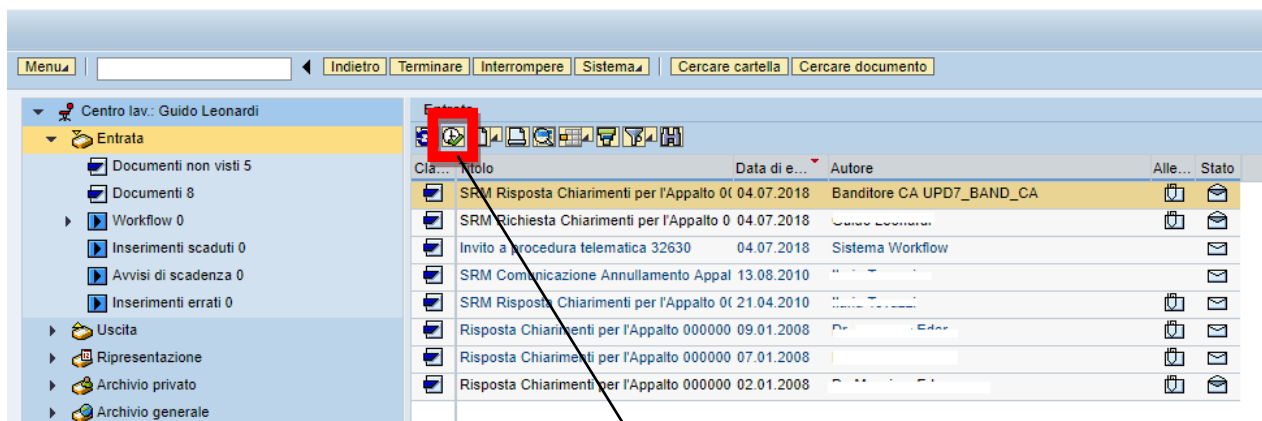 Menu Indietro Terminare Interrompere Sistema Cercare cartella Cercare documento
Centro lav.: Guido Leonardi
Entrata
Documenti non visti 5
Documenti 8
Workflow 0
Inserimenti scaduti 0
Avvisi di scadenza 0
Inserimenti errati 0
Uscita
Ripresentazione
Archivio privato
Archivio generale
Cla... Titolo Data di e... Autore Alle... Stato
SRM Risposta Chiarimenti per l'Appalto 0( 04.07.2018 Banditore CA UPD7_BAND_CA
SRM Richiesta Chiarimenti per l'Appalto 0 04.07.2018
Invito a procedura telematica 32630 04.07.2018 Sistema Workflow
SRM Comunicazione Annullamento Appal 13.08.2010
SRM Risposta Chiarimenti per l'Appalto 0( 21.04.2010
Risposta Chiarimenti per l'Appalto 000000 09.01.2008
Risposta Chiarimenti per l'Appalto 000000 07.01.2008
Risposta Chiarimenti per l'Appalto 000000 02.01.2008